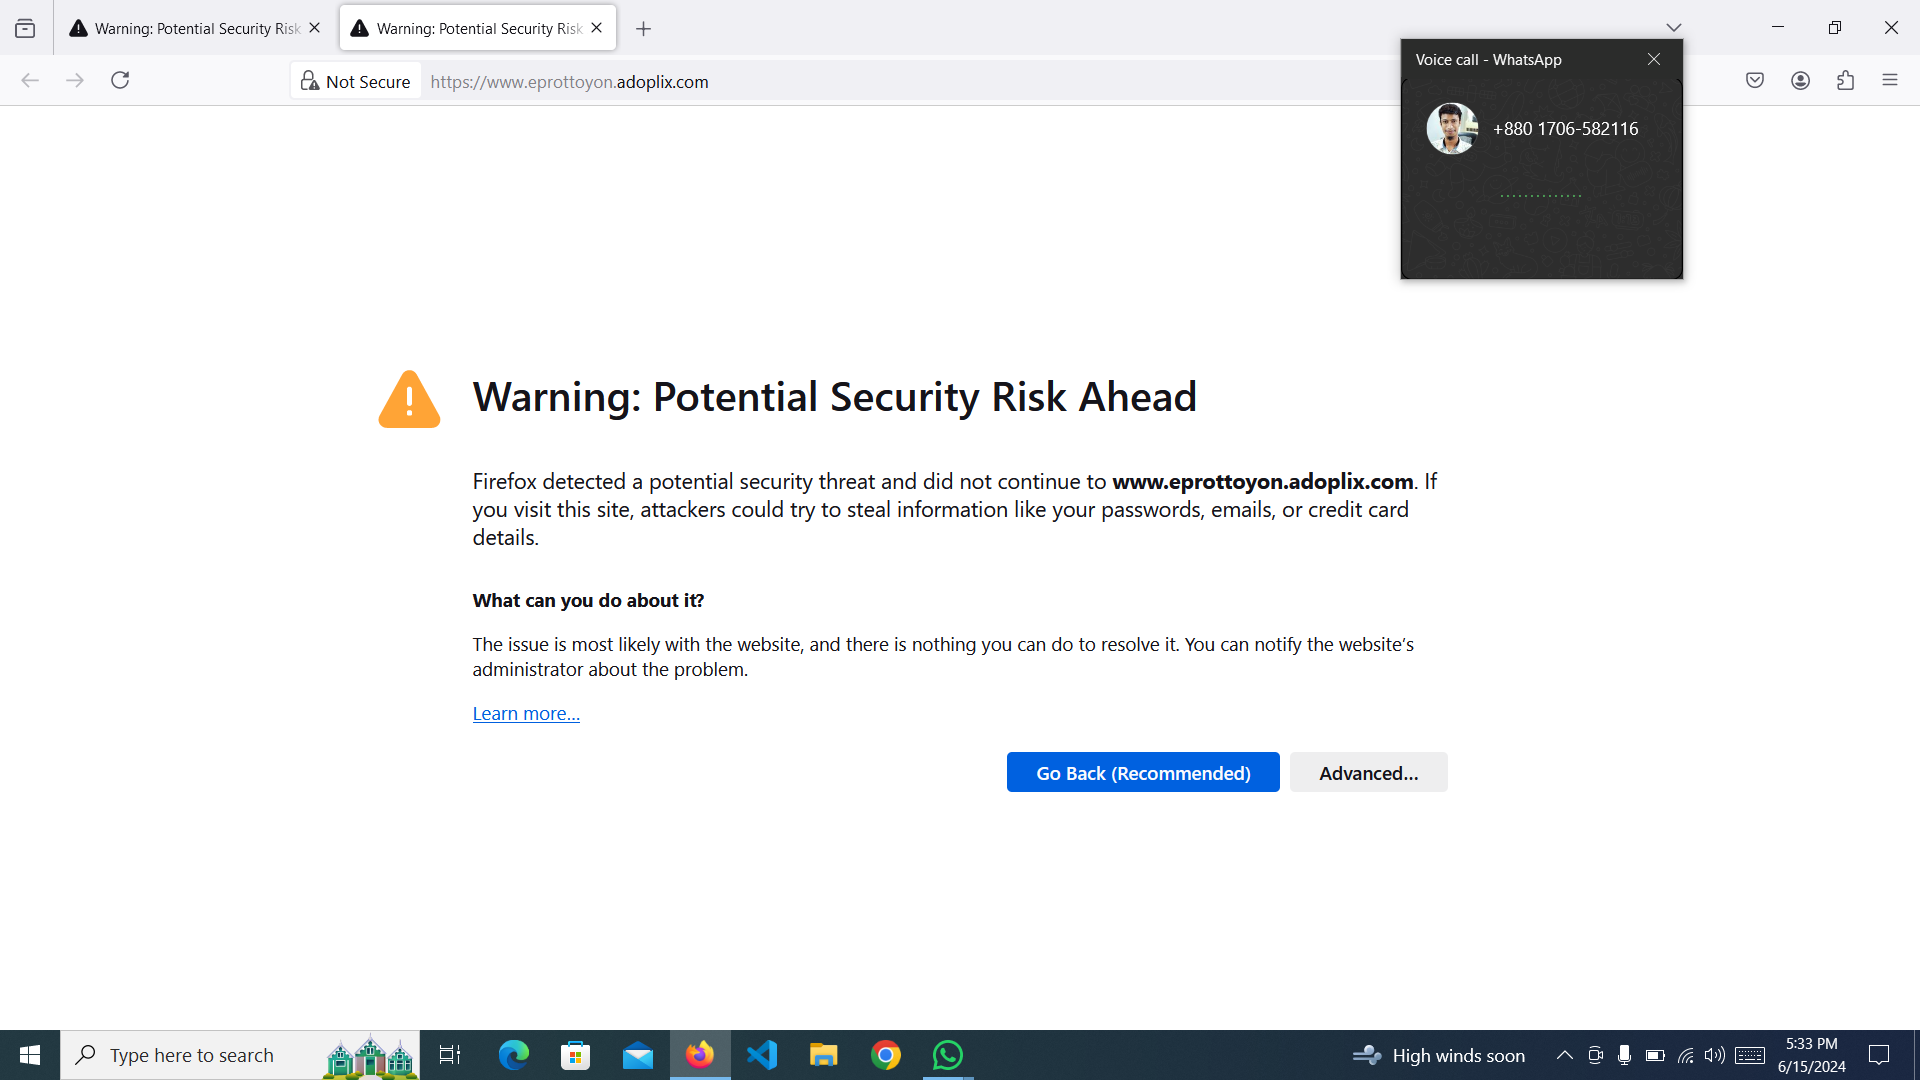 Warning: Potential Security Risk
Warning: Potential Security Risk
Not Secure
https://www.eprottoyon.adoplix.com
Voice call - WhatsApp
+880 1706-582116
Warning: Potential Security Risk Ahead
Firefox detected a potential security threat and did not continue to www.eprottoyon.adoplix.com. If
you visit this site, attackers could try to steal information like your passwords, emails, or credit card
details.
What can you do about it?
The issue is most likely with the website, and there is nothing you can do to resolve it. You can notify the website’s
administrator about the problem.
Learn more…
Go Back (Recommended)
Advanced…
Type here to search
High winds soon
5:33 PM
6/15/2024